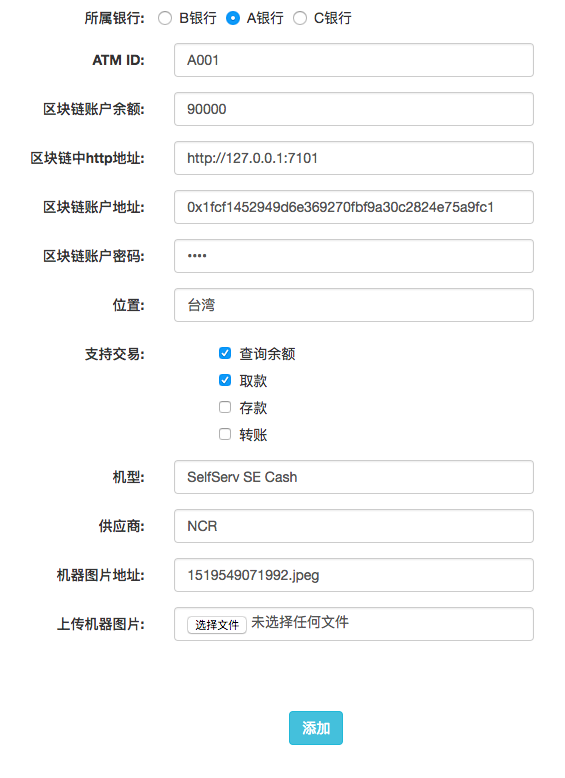 所属银行: B银行 A银行 C银行
ATM ID: A001
区块链账户余额: 90000
区块链中http地址: http://127.0.0.1:7101
区块链账户地址: 0x1fcf1452949d6e369270fbf9a30c2824e75a9fc1
区块链账户密码: ••••
位置: 台湾
支持交易: 查询余额
取款
存款
转账
机型: SelfServ SE Cash
供应商: NCR
机器图片地址: 1519549071992.jpeg
上传机器图片: 选择文件 未选择任何文件
添加